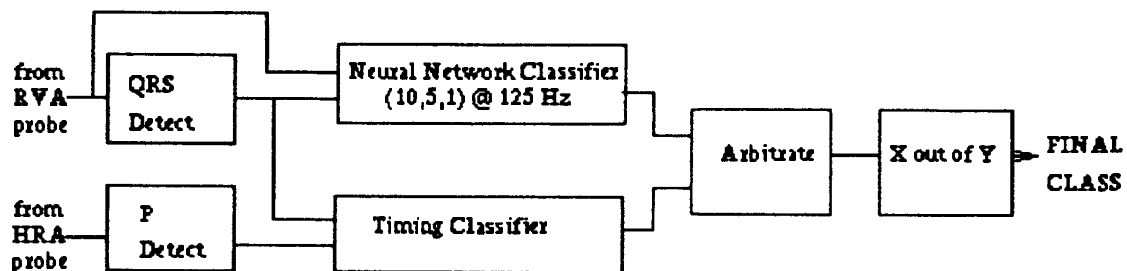 from
RVA
probe
QRS
Detect
Neural Network Classifier
(10,5,1) @ 125 Hz
from
HRA
probe
P
Detect
Timing Classifier
Arbitrate
X out of Y
FINAL
CLASS